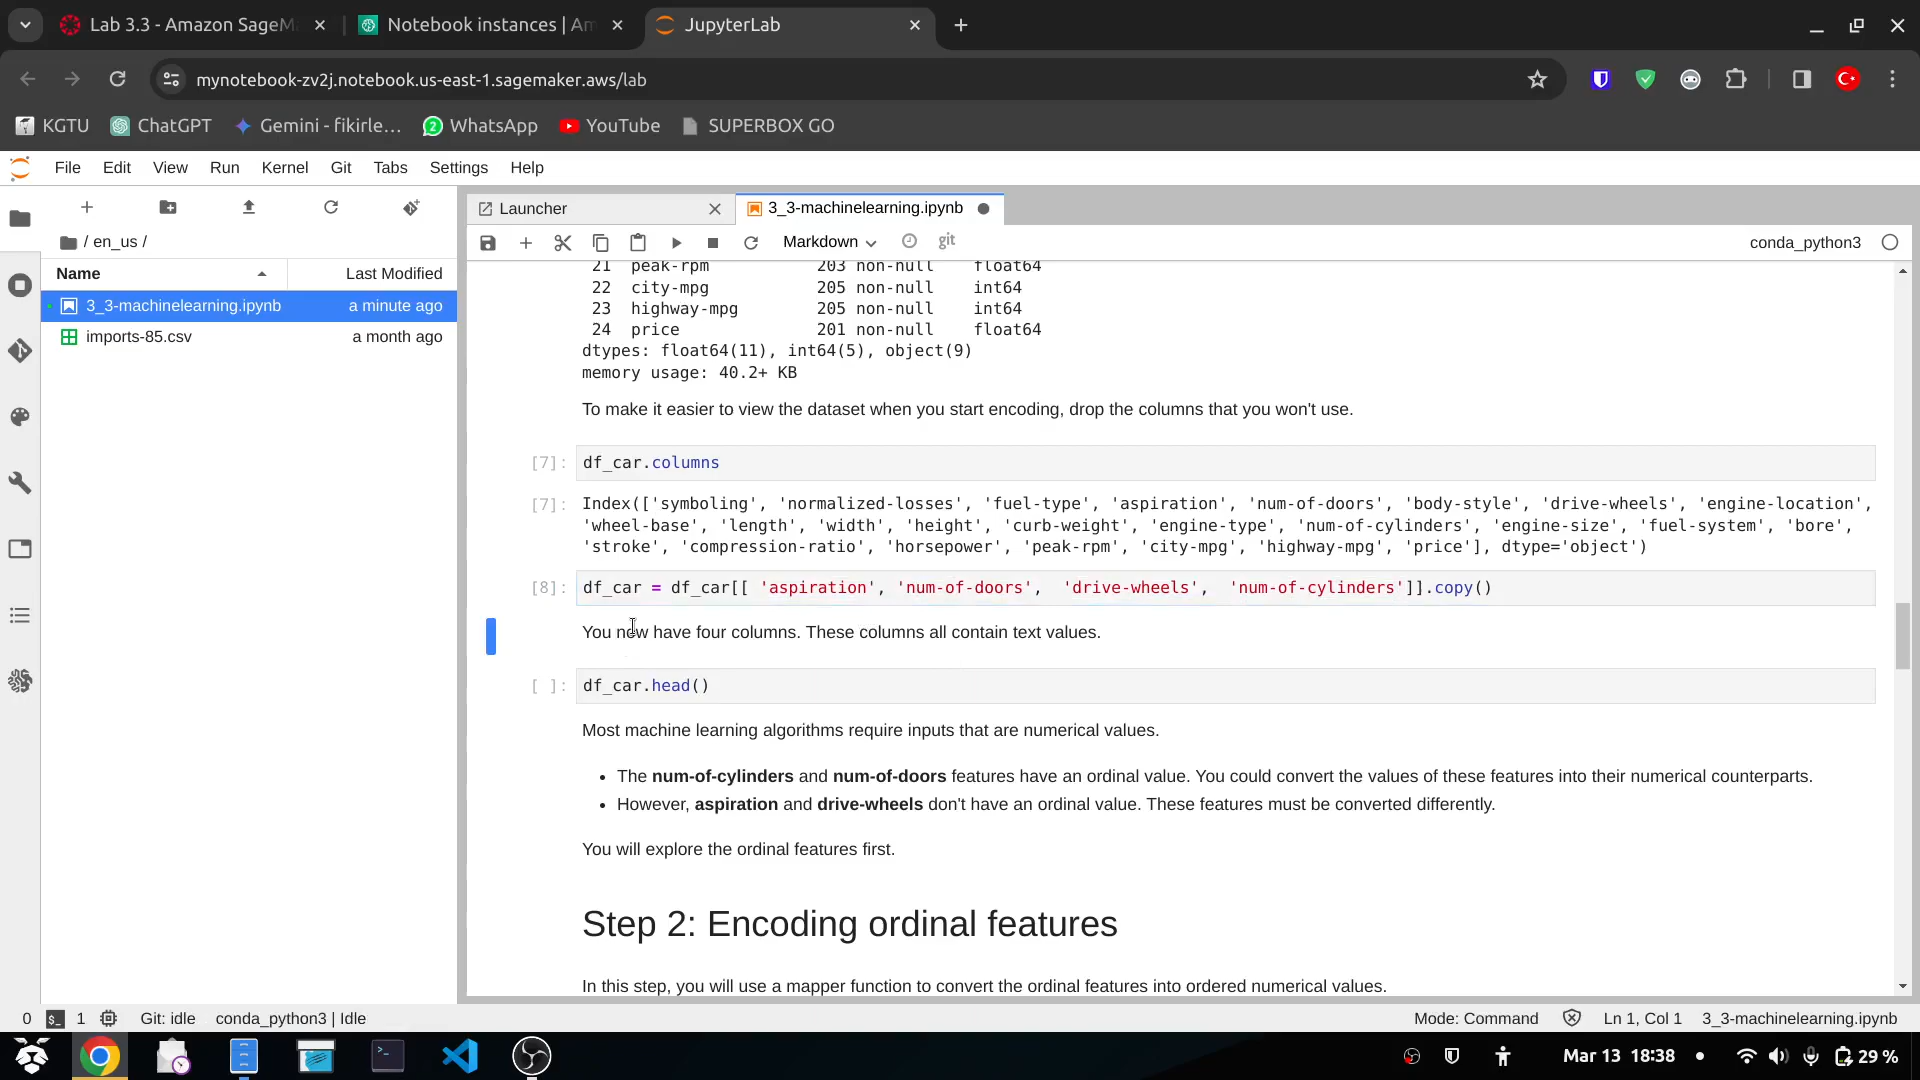 Lab 3.3 - Amazon SageM
Notebook instances | Am
JupyterLab
mynotebook-zv2j.notebook.us-east-1.sagemaker.aws/lab
KGTU
ChatGPT
Gemini - fikirle...
WhatsApp
YouTube
SUPERBOX GO
File
Edit
View
Run
Kernel
Git
Tabs
Settings
Help
/ en_us /
Name
Last Modified
3_3-machinelearning.ipynb
a minute ago
imports-85.csv
a month ago
Launcher
3_3-machinelearning.ipynb
Markdown
git
conda_python3
21 peak-rpm 203 non-null float64
22 city-mpg 205 non-null int64
23 highway-mpg 205 non-null int64
24 price 201 non-null float64
dtypes: float64(11), int64(5), object(9)
memory usage: 40.2+ KB
To make it easier to view the dataset when you start encoding, drop the columns that you won't use.
[7]: df_car.columns
[7]: Index(['symboling', 'normalized-losses', 'fuel-type', 'aspiration', 'num-of-doors', 'body-style', 'drive-wheels', 'engine-location',
'wheel-base', 'length', 'width', 'height', 'curb-weight', 'engine-type', 'num-of-cylinders', 'engine-size', 'fuel-system', 'bore',
'stroke', 'compression-ratio', 'horsepower', 'peak-rpm', 'city-mpg', 'highway-mpg', 'price'], dtype='object')
[8]: df_car = df_car[[ 'aspiration', 'num-of-doors',  'drive-wheels',  'num-of-cylinders']].copy()
You now have four columns. These columns all contain text values.
[ ]: df_car.head()
Most machine learning algorithms require inputs that are numerical values.
• The num-of-cylinders and num-of-doors features have an ordinal value. You could convert the values of these features into their numerical counterparts.
• However, aspiration and drive-wheels don't have an ordinal value. These features must be converted differently.
You will explore the ordinal features first.
Step 2: Encoding ordinal features
In this step, you will use a mapper function to convert the ordinal features into ordered numerical values.
0
1
Git: idle
conda_python3 | Idle
Mode: Command
Ln 1, Col 1
3_3-machinelearning.ipynb
Mar 13 18:38
29 %